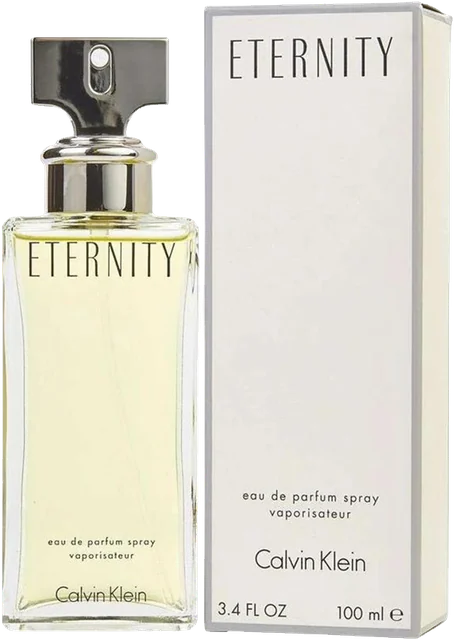 ETERNITY
eau de parfum spray
vaporisateur
Calvin Klein
ETERNITY
eau de parfum spray
vaporisateur
Calvin Klein
3.4 FL OZ 100 ml e